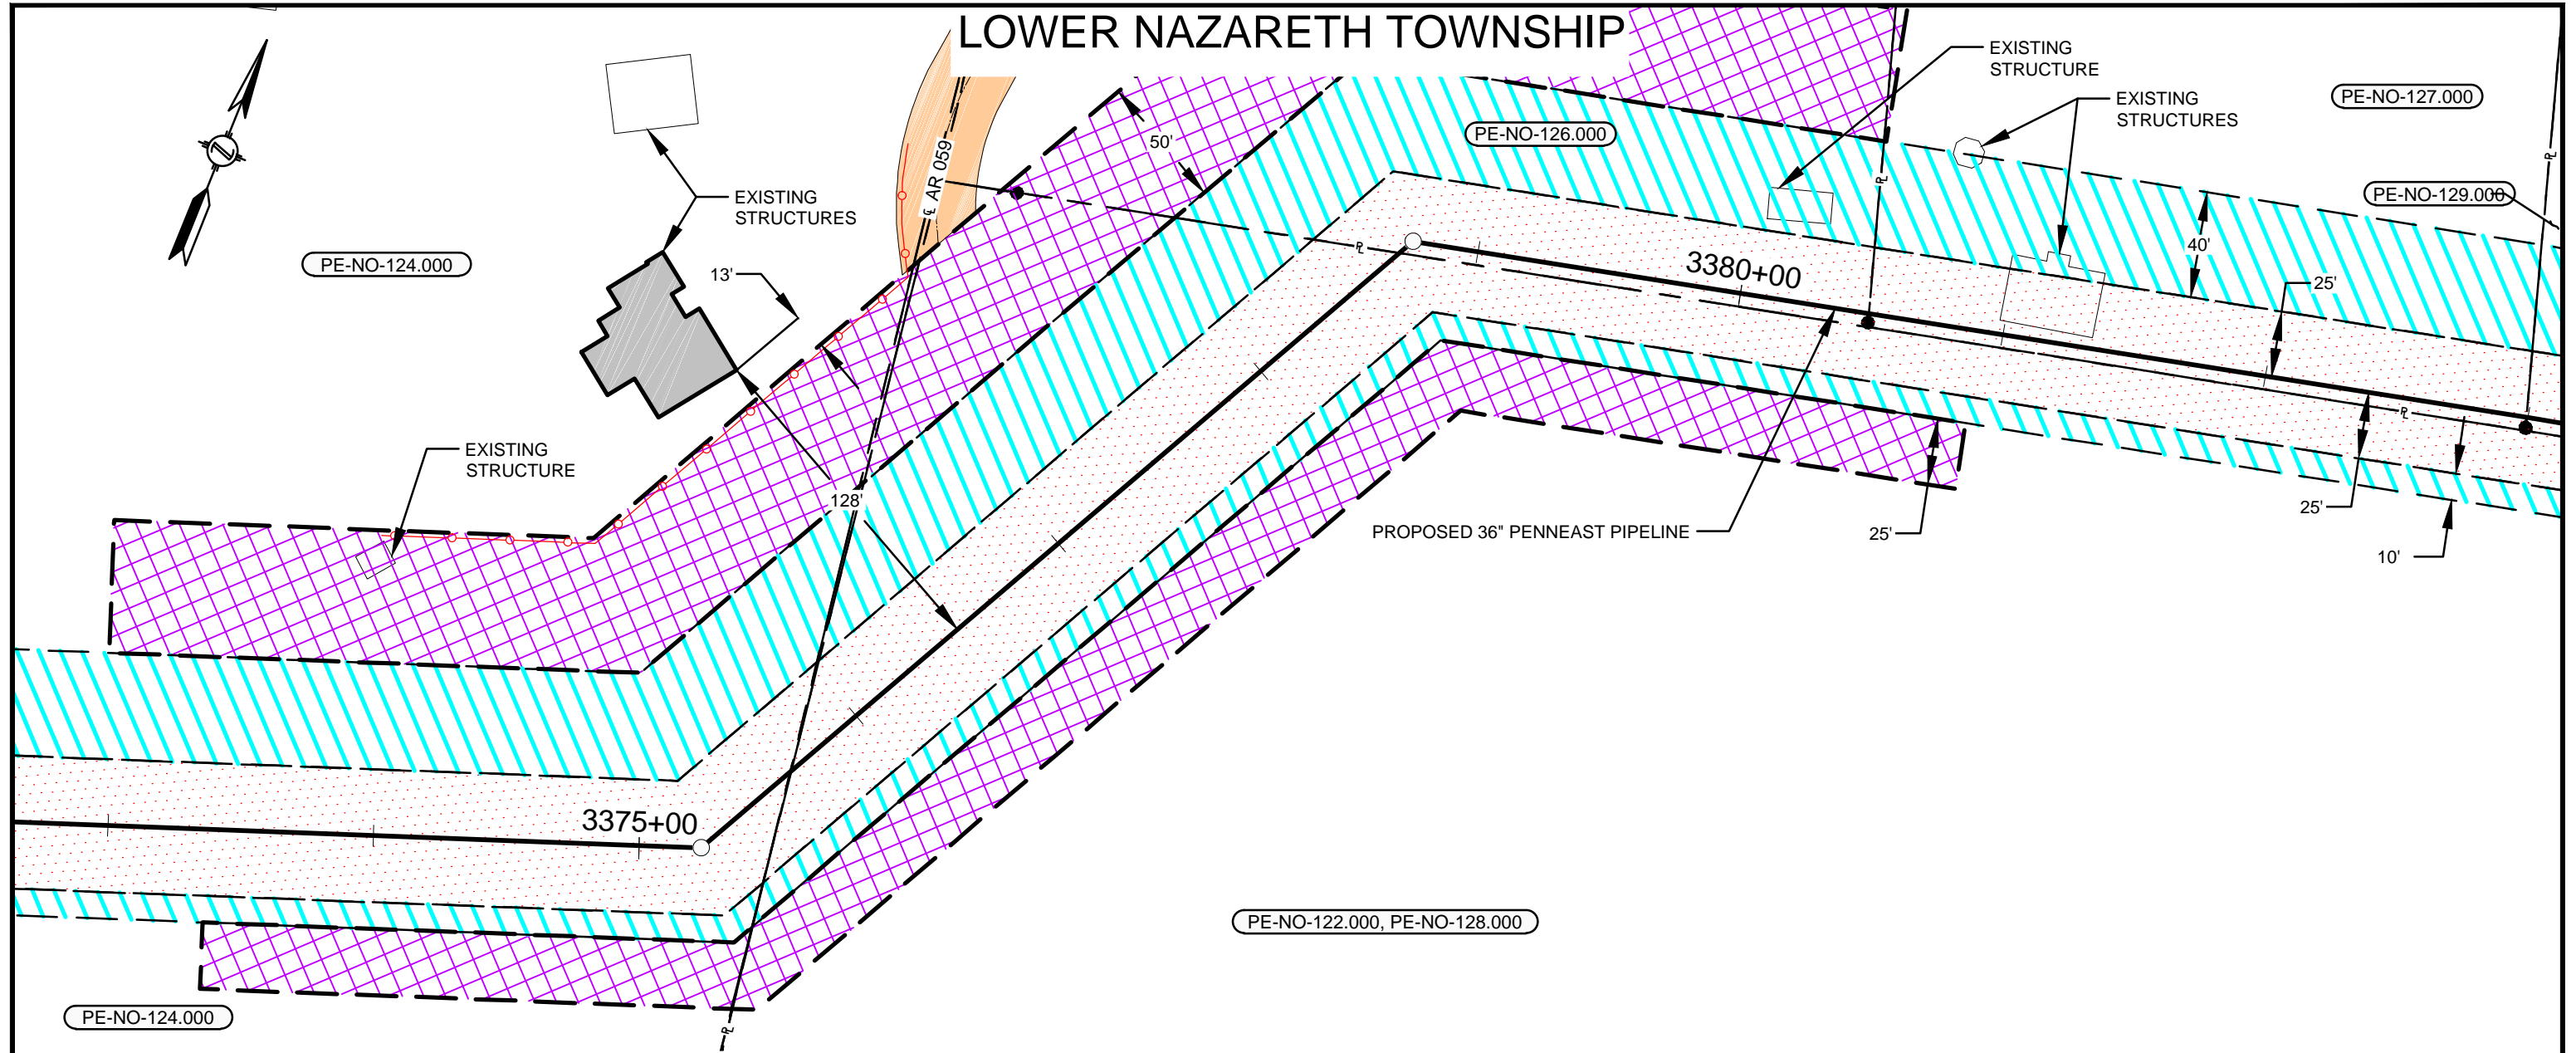 LOWER NAZARETH TOWNSHIP
EXISTING
STRUCTURE
EXISTING
STRUCTURES
PE-NO-127.000
PE-NO-126.000
50'
℄ AR 059
EXISTING
STRUCTURES
PE-NO-129.000
PE-NO-124.000
13'
40'
3380+00
25'
EXISTING
STRUCTURE
128'
PROPOSED 36" PENNEAST PIPELINE
25'
25'
10'
3375+00
PE-NO-122.000, PE-NO-128.000
PE-NO-124.000
℄
℄
℄
℄
℄